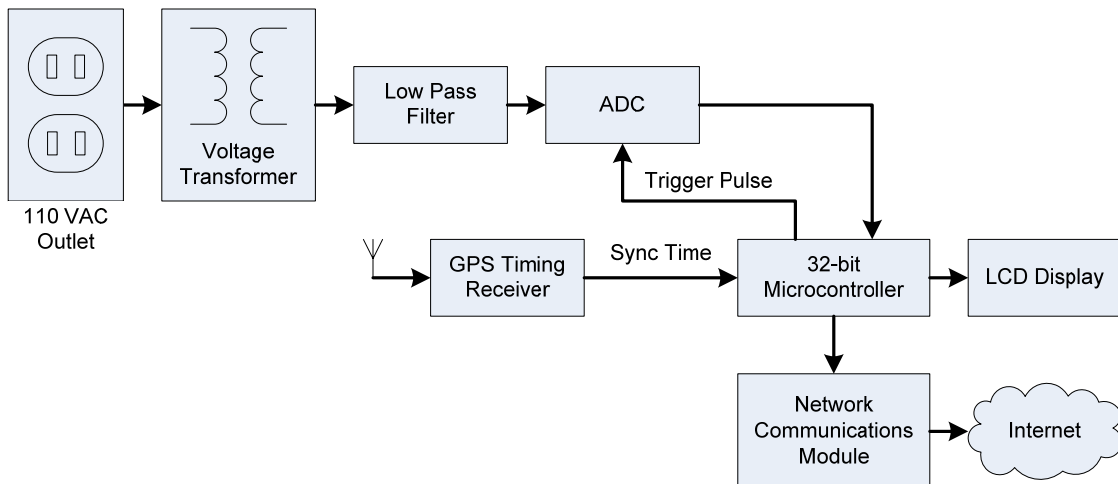 110 VAC
Outlet
Voltage
Transformer
Low Pass
Filter
ADC
Trigger Pulse
GPS Timing
Receiver
Sync Time
32-bit
Microcontroller
LCD Display
Network
Communications
Module
Internet